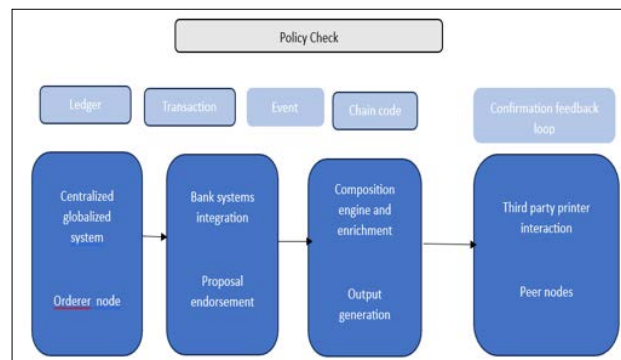 Policy Check
Ledger
Transaction
Event
Chain code
Confirmation feedback
loop
Centralized
globalized
system
Orderer node
Bank systems
integration
Proposal
endorsement
Composition
engine and
enrichment
Output
generation
Third party printer
interaction
Peer nodes